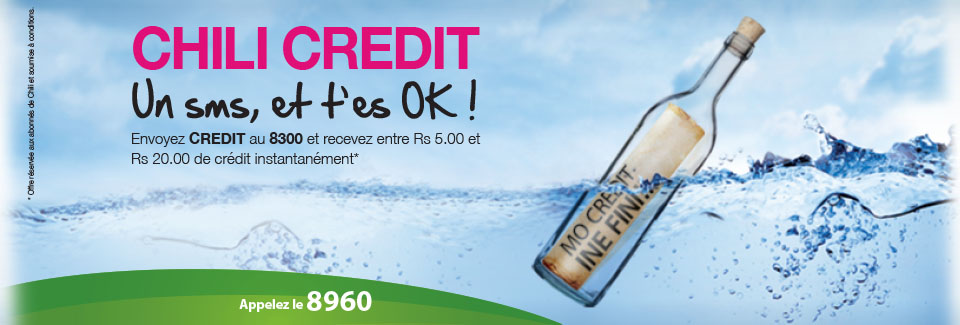 CHILI CREDIT
Un sms, et t'es OK !
Envoyez CREDIT au 8300 et recevez entre Rs 5.00 et
Rs 20.00 de crédit instantanément*
MO CREDIT
INE FINI...
Appelez le 8960
*Offre réservée aux abonnés de Chili et soumise à conditions.